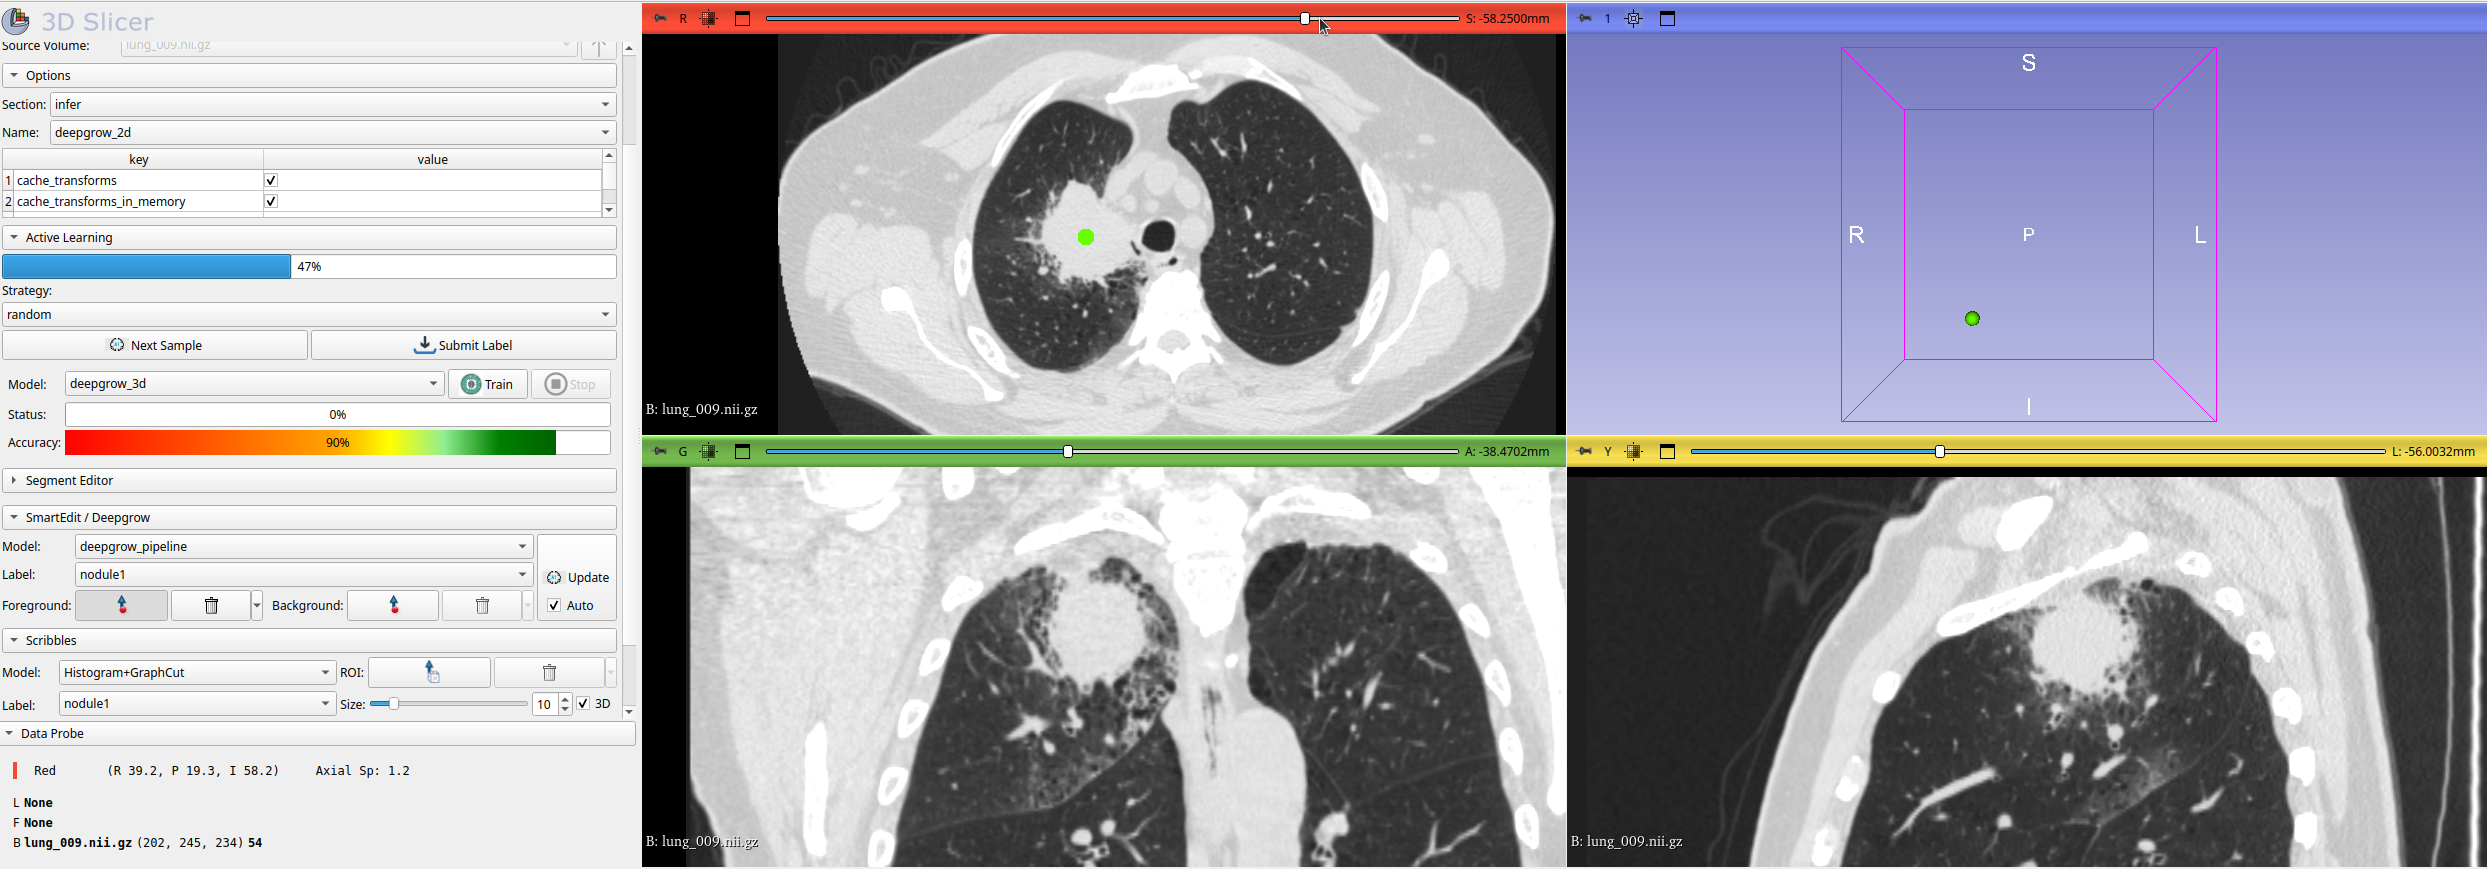 3D Slicer
Source Volume: lung_009.nii.gz
Options
Section: infer
Name: deepgrow_2d
key value
1 cache_transforms
2 cache_transforms_in_memory
Active Learning
47%
Strategy:
random
Next Sample Submit Label
Model: deepgrow_3d Train Stop
Status: 0%
Accuracy: 90%
Segment Editor
SmartEdit / Deepgrow
Model: deepgrow_pipeline
Label: nodule1 Update
Foreground: Background: Auto
Scribbles
Model: Histogram+GraphCut ROI:
Label: nodule1 Size: 10 3D
Data Probe
Red (R 39.2, P 19.3, I 58.2) Axial Sp: 1.2
L None
F None
B lung_009.nii.gz (202, 245, 234) 54
R S: -58.2500mm
B: lung_009.nii.gz
1
S
R P L
I
G A: -38.4702mm
B: lung_009.nii.gz
Y L: -56.0032mm
B: lung_009.nii.gz